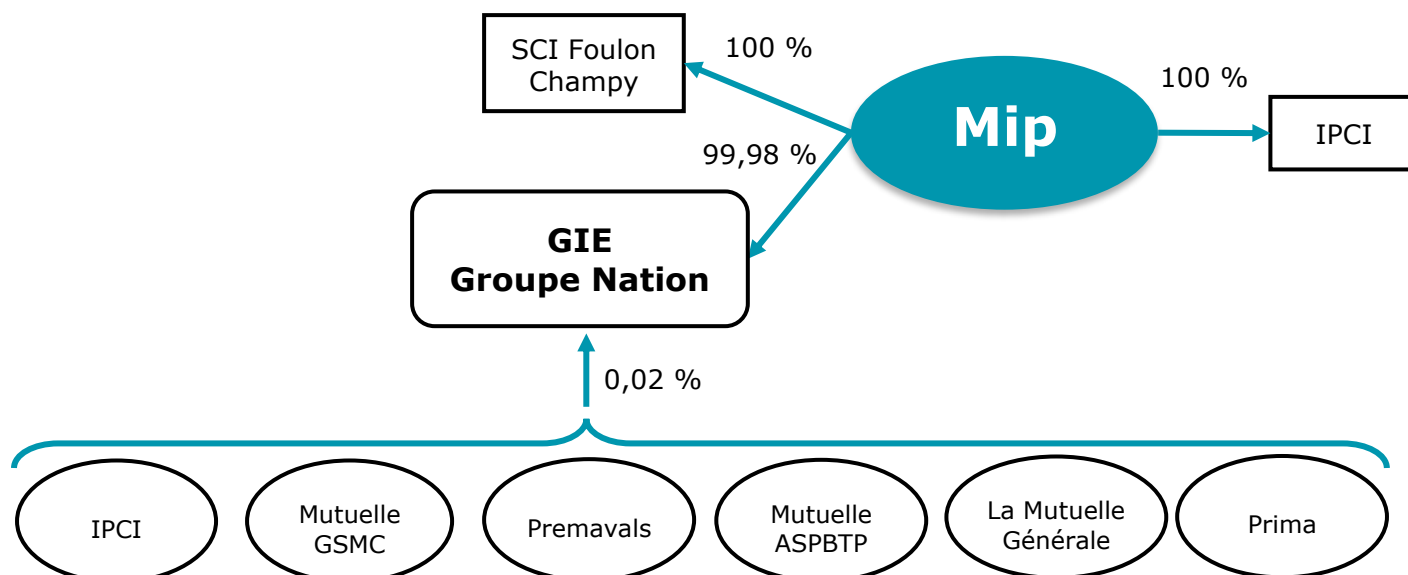 SCI Foulon
Champy
100 %
Mip
100 %
IPCI
99,98 %
GIE
Groupe Nation
0,02 %
IPCI
Mutuelle
GSMC
Premavals
Mutuelle
ASPBTP
La Mutuelle
Générale
Prima